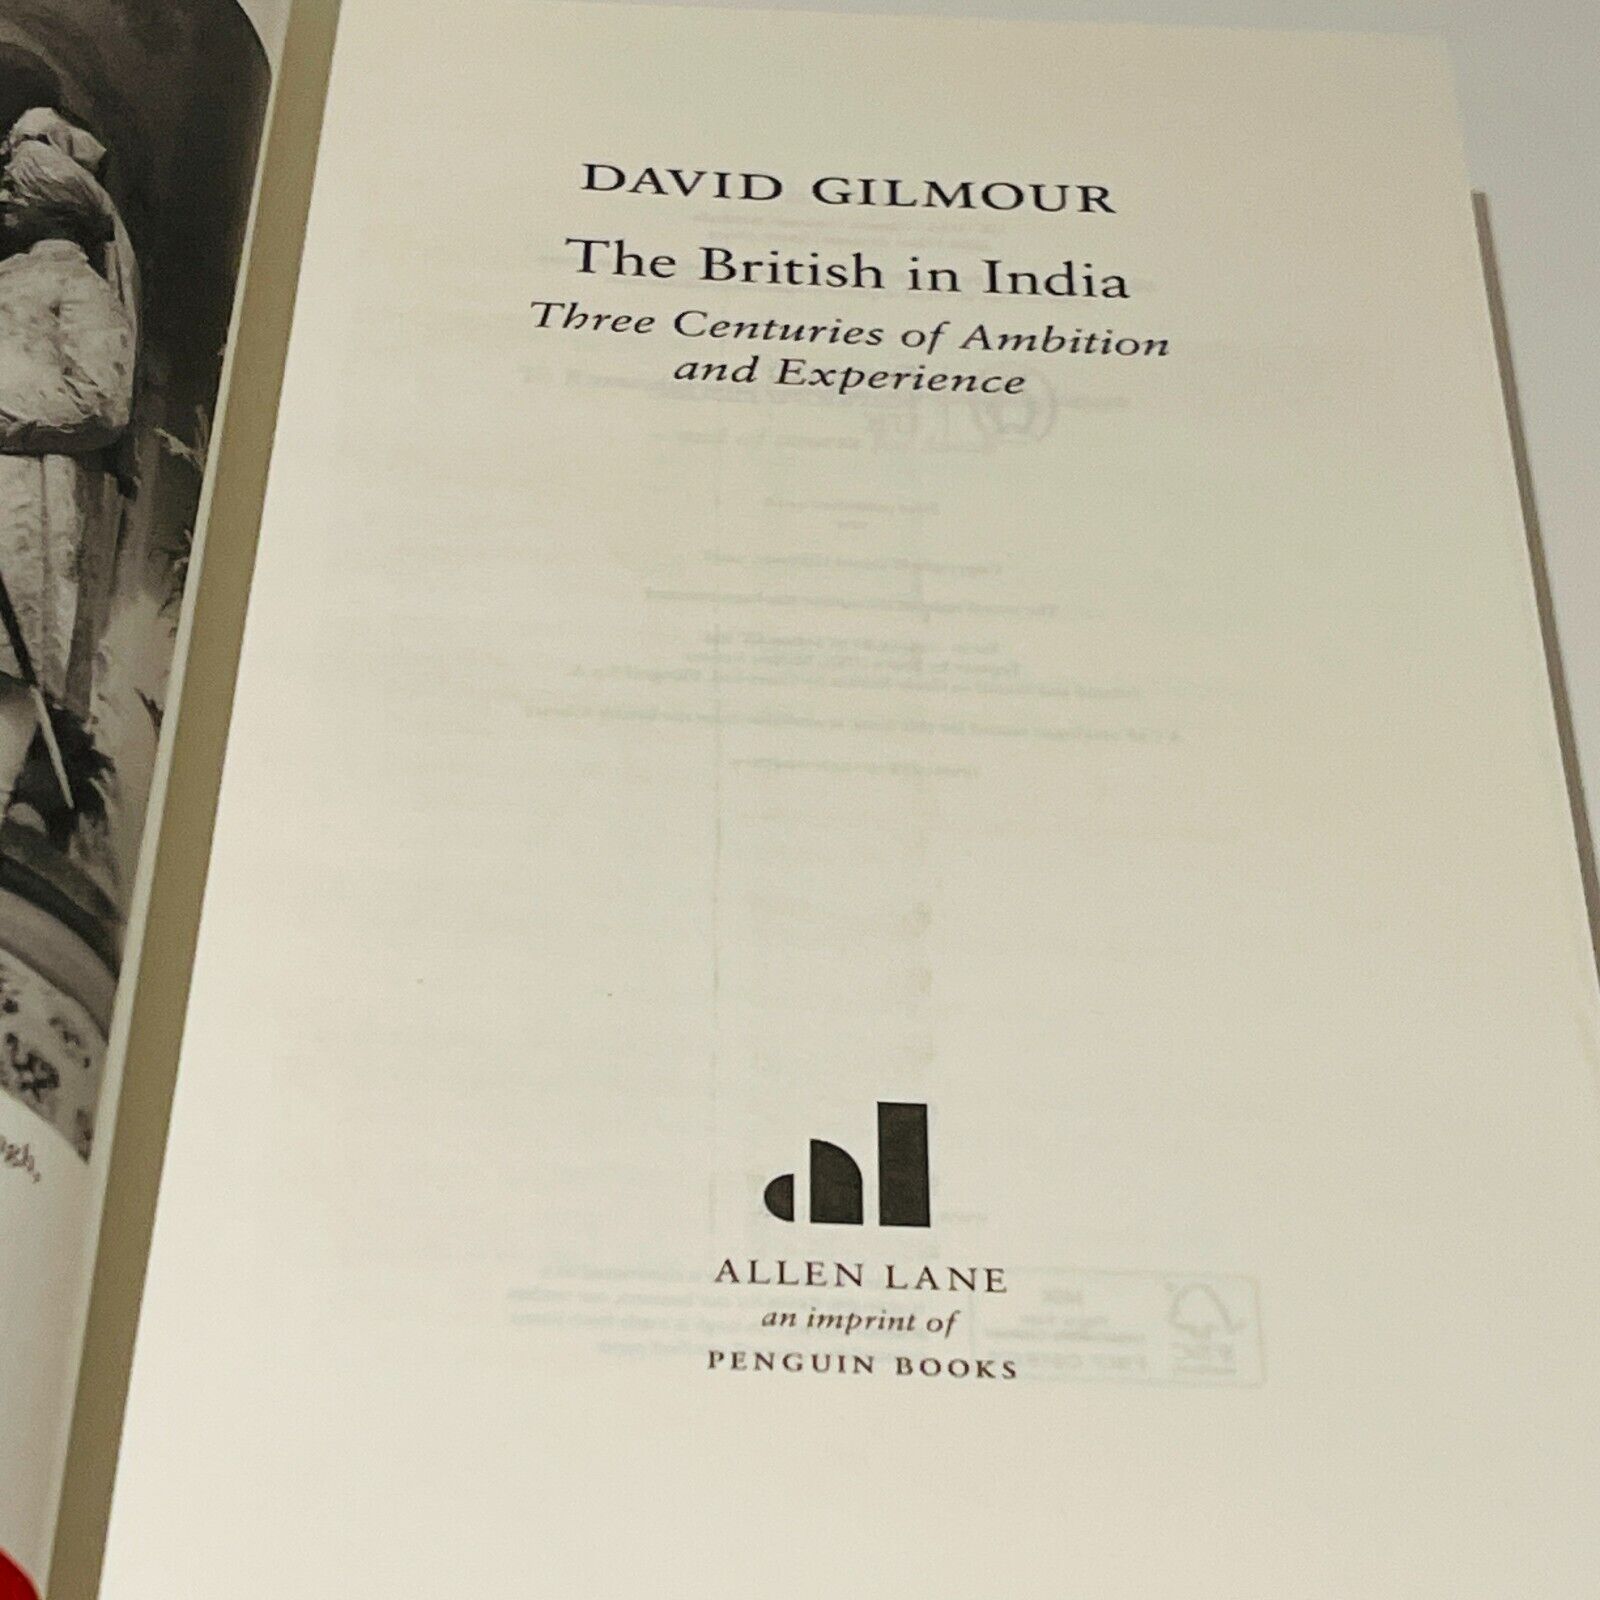 DAVID GILMOUR
The British in India
Three Centuries of Ambition
and Experience
ALLEN LANE
an imprint of
PENGUIN BOOKS